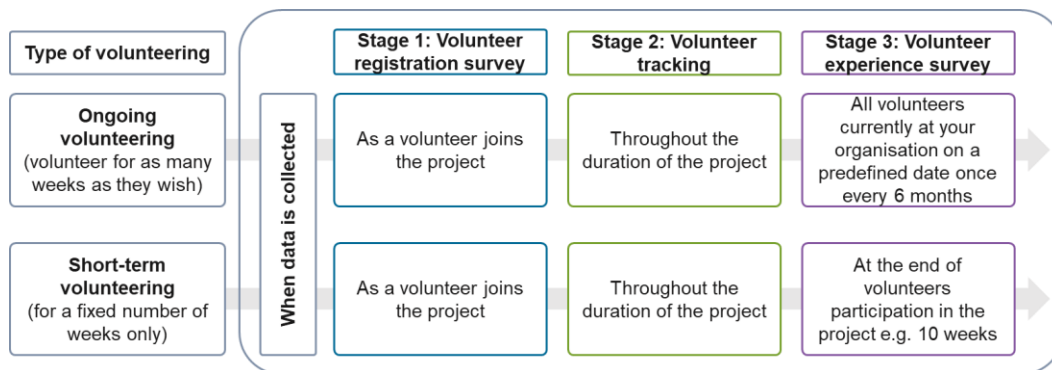 Type of volunteering
Stage 1: Volunteer
registration survey
Stage 2: Volunteer
tracking
Stage 3: Volunteer
experience survey
When data is collected
Ongoing
volunteering
(volunteer for as many
weeks as they wish)
As a volunteer joins
the project
Throughout the
duration of the project
All volunteers
currently at your
organisation on a
predefined date once
every 6 months
Short-term
volunteering
(for a fixed number of
weeks only)
As a volunteer joins
the project
Throughout the
duration of the project
At the end of
volunteers
participation in the
project e.g. 10 weeks